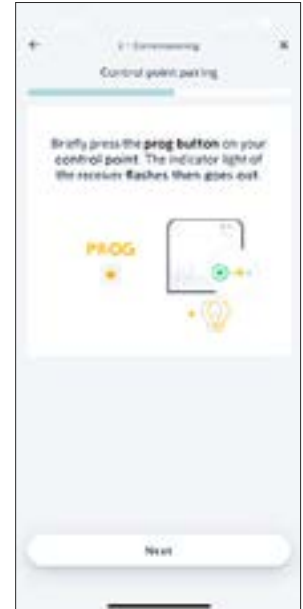 2 - Commissioning
Control point pairing
Briefly press the prog button on your
control point. The indicator light of
the receiver flashes then goes out.
PROG
Next